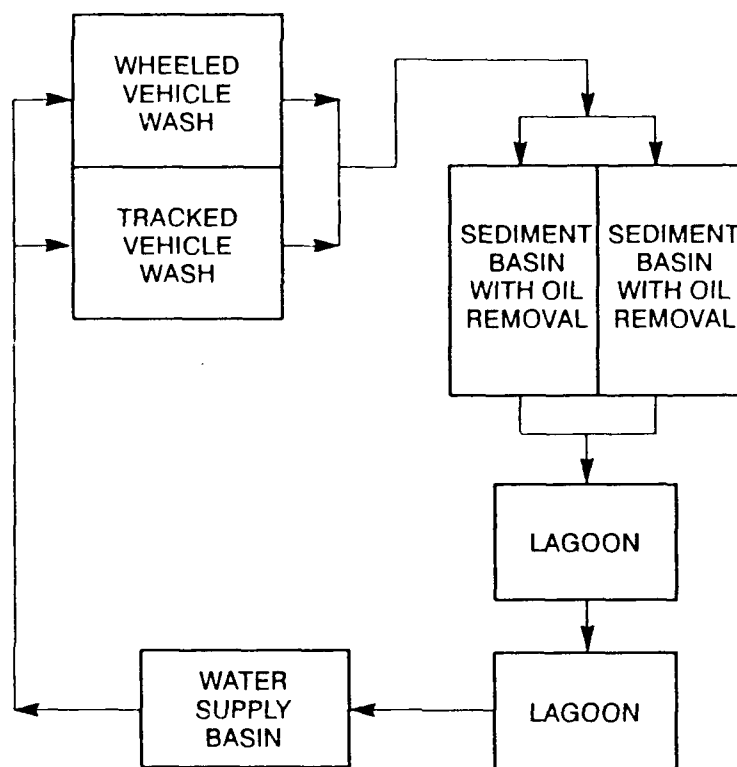 WHEELED
VEHICLE
WASH
TRACKED
VEHICLE
WASH
SEDIMENT
BASIN
WITH OIL
REMOVAL
SEDIMENT
BASIN
WITH OIL
REMOVAL
LAGOON
LAGOON
WATER
SUPPLY
BASIN